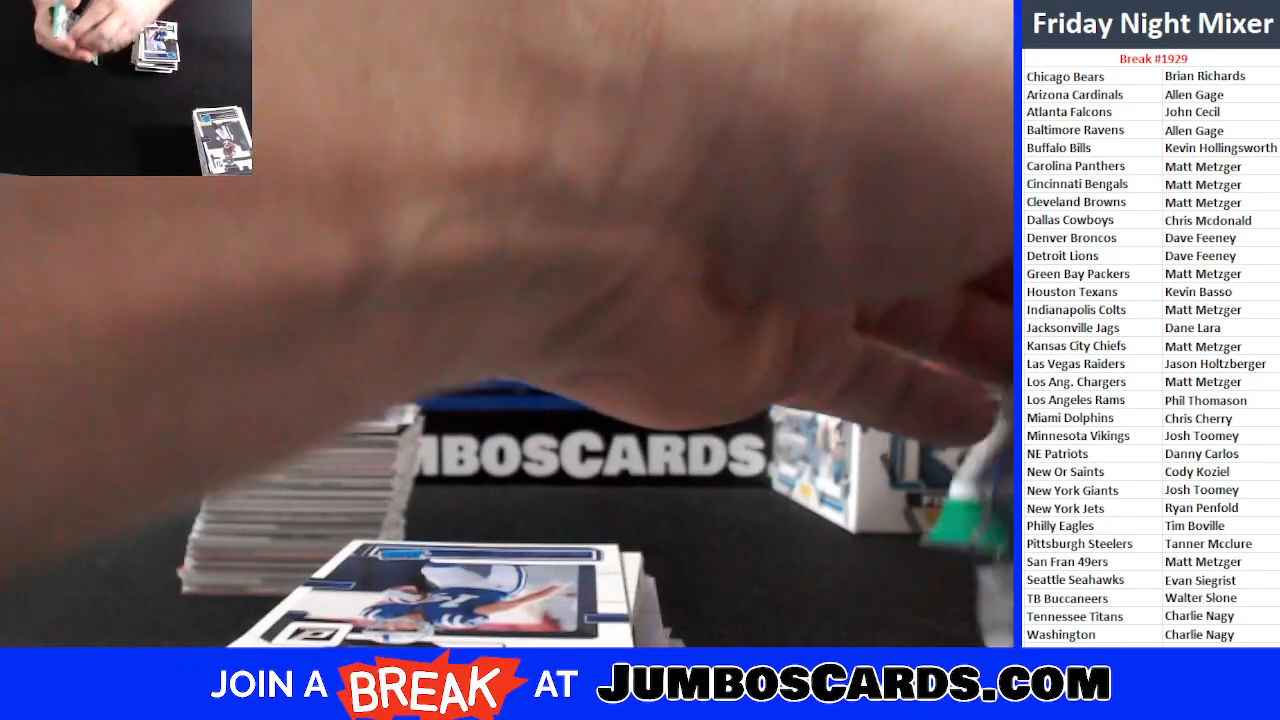 Friday Night Mixer
Break #1929
Chicago Bears Brian Richards
Arizona Cardinals Allen Gage
Atlanta Falcons John Cecil
Baltimore Ravens Allen Gage
Buffalo Bills Kevin Hollingsworth
Carolina Panthers Matt Metzger
Cincinnati Bengals Matt Metzger
Cleveland Browns Matt Metzger
Dallas Cowboys Chris Mcdonald
Denver Broncos Dave Feeney
Detroit Lions Dave Feeney
Green Bay Packers Matt Metzger
Houston Texans Kevin Basso
Indianapolis Colts Matt Metzger
Jacksonville Jags Dane Lara
Kansas City Chiefs Matt Metzger
Las Vegas Raiders Jason Holtzberger
Los Ang. Chargers Matt Metzger
Los Angeles Rams Phil Thomason
Miami Dolphins Chris Cherry
Minnesota Vikings Josh Toomey
NE Patriots Danny Carlos
New Or Saints Cody Koziel
New York Giants Josh Toomey
New York Jets Ryan Penfold
Philly Eagles Tim Boville
Pittsburgh Steelers Tanner Mcclure
San Fran 49ers Matt Metzger
Seattle Seahawks Evan Siegrist
TB Buccaneers Walter Slone
Tennessee Titans Charlie Nagy
Washington Charlie Nagy
MBOSCARDS.
JOIN A BREAK AT JUMBOSCARDS.COM